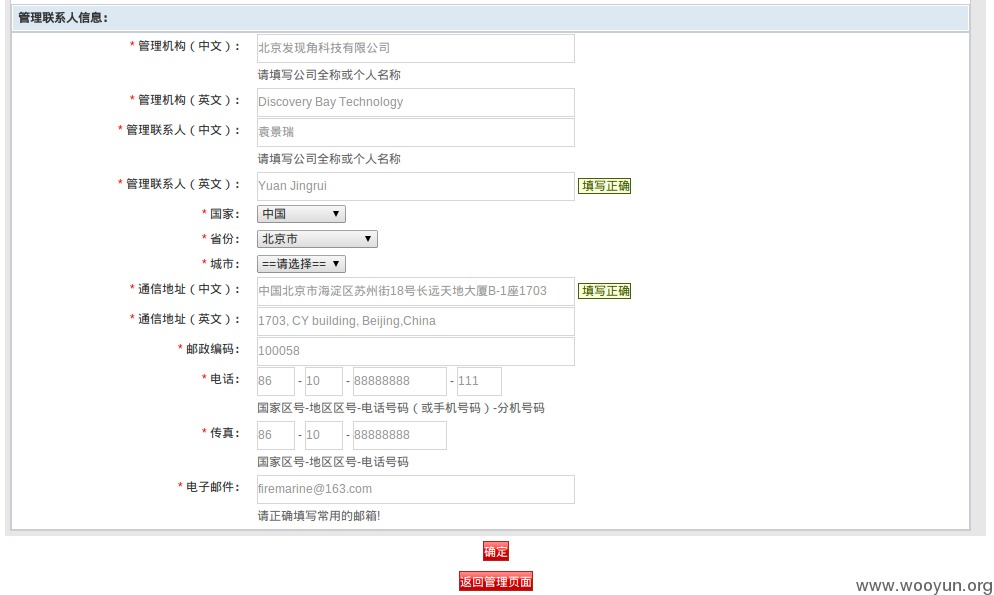 管理联系人信息：
* 管理机构（中文）： 北京发现角科技有限公司
请填写公司全称或个人名称
* 管理机构（英文）： Discovery Bay Technology
* 管理联系人（中文）： 袁景瑞
请填写公司全称或个人名称
* 管理联系人（英文）： Yuan Jingrui 填写正确
* 国家： 中国
* 省份： 北京市
* 城市： ==请选择==
* 通信地址（中文）： 中国北京市海淀区苏州街18号长远天地大厦B-1座1703 填写正确
* 通信地址（英文）： 1703, CY building, Beijing,China
* 邮政编码： 100058
* 电话： 86 - 10 - 88888888 - 111
国家区号-地区区号-电话号码（或手机号码）-分机号码
* 传真： 86 - 10 - 88888888
国家区号-地区区号-电话号码
* 电子邮件： firemarine@163.com
请正确填写常用的邮箱!
确定
返回管理页面
www.wooyun.org